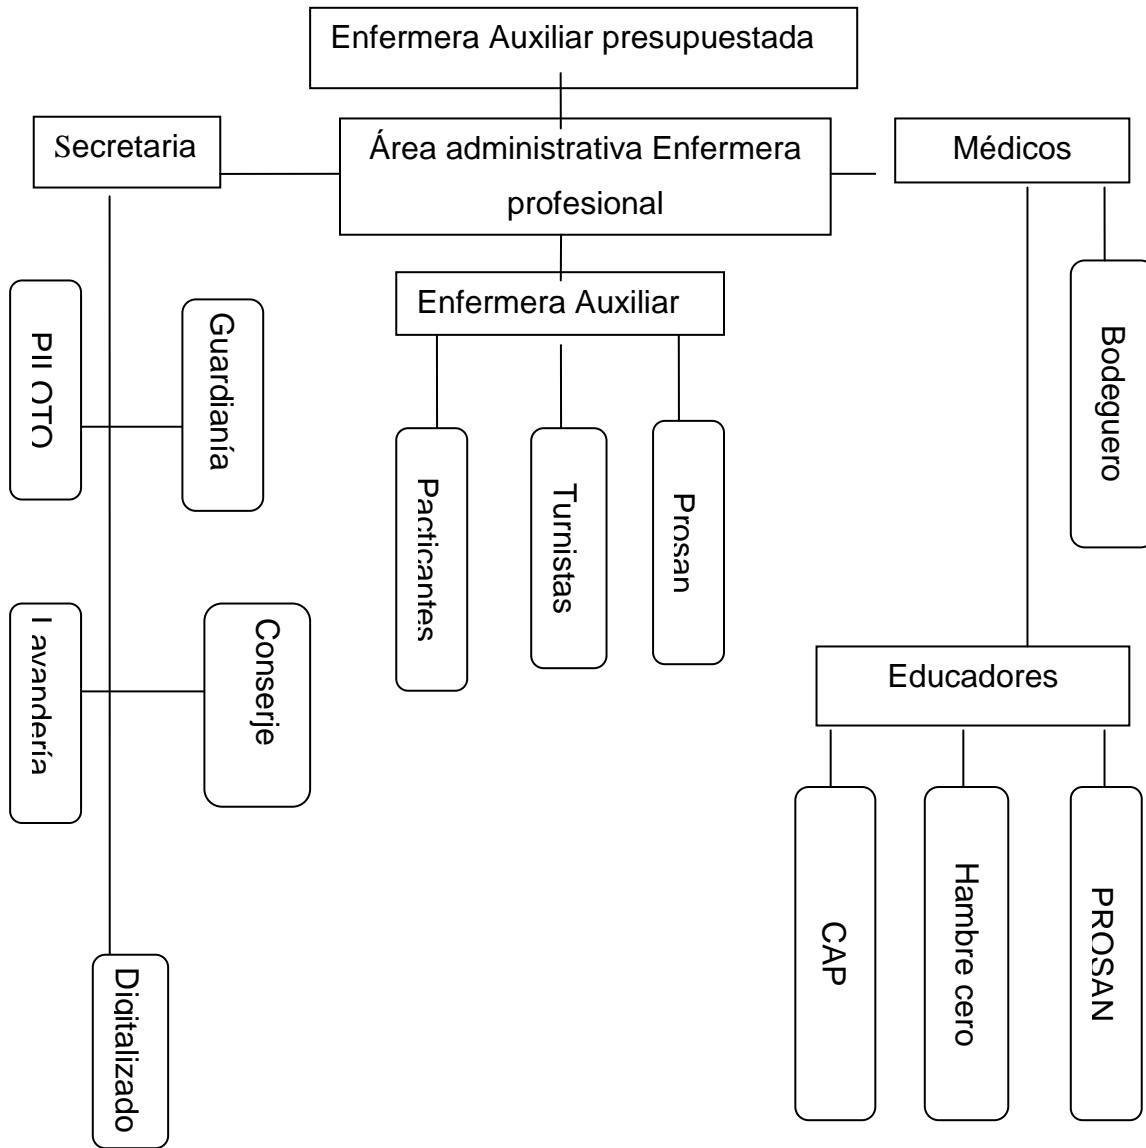 Enfermera Auxiliar presupuestada
Secretaria
Área administrativa Enfermera
profesional
Médicos
Enfermera Auxiliar
PILOTO
Guardianía
Bodeguero
Pacticantes
Turnistas
Prosan
Lavandería
Conserje
Educadores
CAP
Hambre cero
PROSAN
Digitalizado